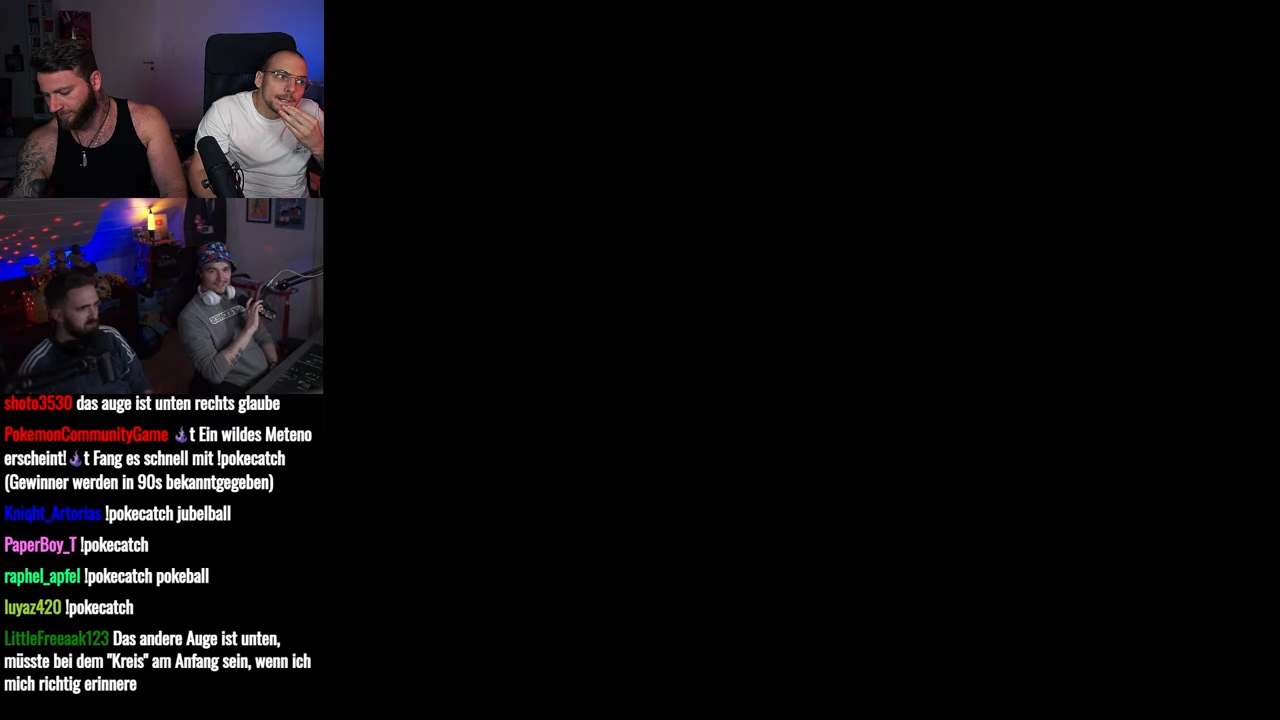 shoto3530 das auge ist unten rechts glaube
PokemonCommunityGame t Ein wildes Meteno
erscheint! t Fang es schnell mit !pokecatch
(Gewinner werden in 90s bekanntgegeben)
Knight_Artorias !pokecatch jubelball
PaperBoy_T !pokecatch
raphel_apfel !pokecatch pokeball
luyaz420 !pokecatch
LittleFreeaak123 Das andere Auge ist unten,
müsste bei dem "Kreis" am Anfang sein, wenn ich
mich richtig erinnere